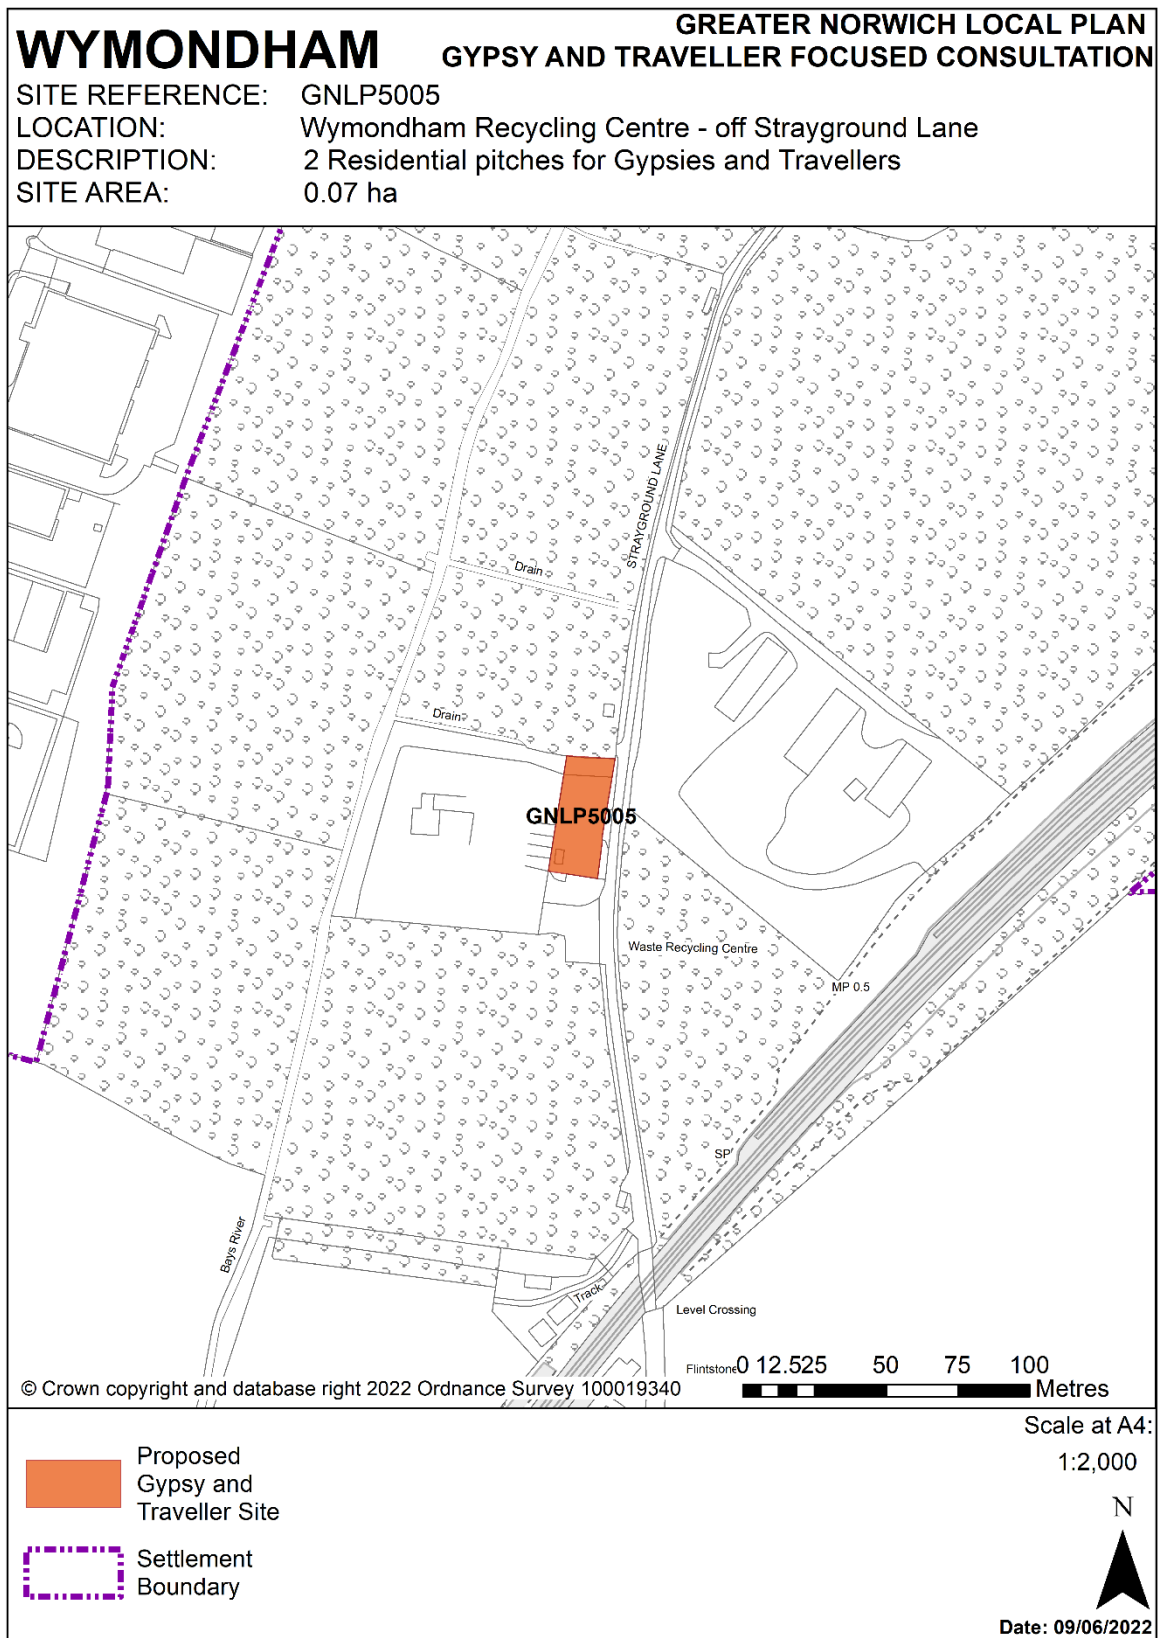 WYMONDHAM
GREATER NORWICH LOCAL PLAN
GYPSY AND TRAVELLER FOCUSED CONSULTATION
SITE REFERENCE: GNLP5005
LOCATION: Wymondham Recycling Centre - off Strayground Lane
DESCRIPTION: 2 Residential pitches for Gypsies and Travellers
SITE AREA: 0.07 ha
STRAYGROUND LANE
Drain
Drain
GNLP5005
Waste Recycling Centre
MP 0.5
SP
Bays River
Track
Level Crossing
Flintstone
0 12.525 50 75 100
Metres
© Crown copyright and database right 2022 Ordnance Survey 100019340
Scale at A4:
1:2,000
Proposed
Gypsy and
Traveller Site
Settlement
Boundary
N
Date: 09/06/2022